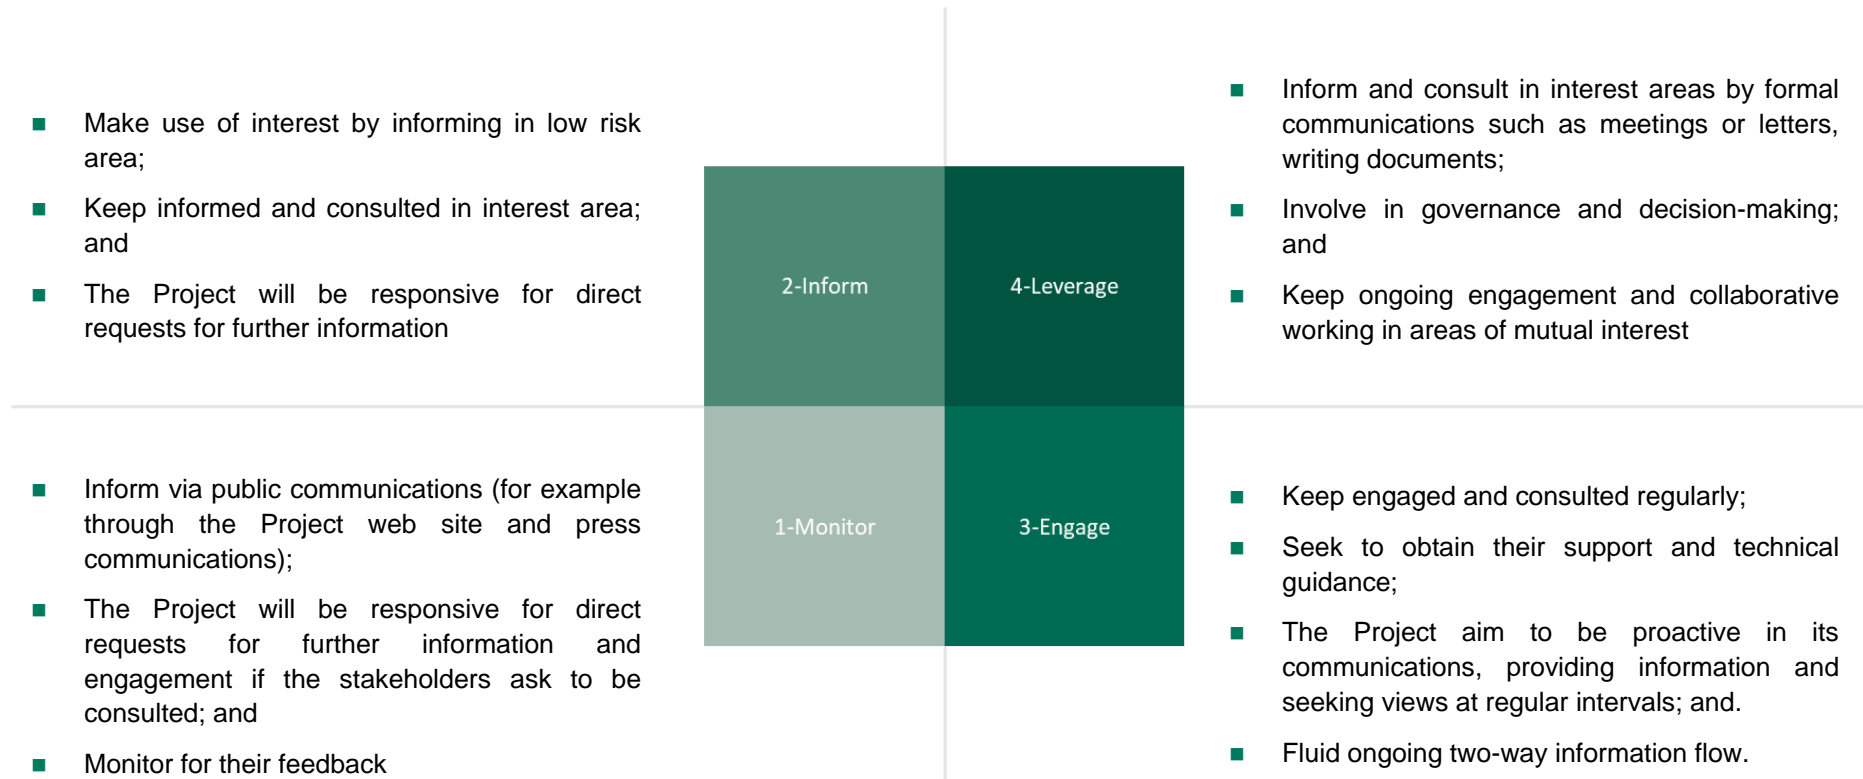 Make use of interest by informing in low risk
area;
Keep informed and consulted in interest area;
and
The Project will be responsive for direct
requests for further information
2-Inform
4-Leverage
Inform and consult in interest areas by formal
communications such as meetings or letters,
writing documents;
Involve in governance and decision-making;
and
Keep ongoing engagement and collaborative
working in areas of mutual interest
Inform via public communications (for example
through the Project web site and press
communications);
The Project will be responsive for direct
requests for further information and
engagement if the stakeholders ask to be
consulted; and
Monitor for their feedback
1-Monitor
3-Engage
Keep engaged and consulted regularly;
Seek to obtain their support and technical
guidance;
The Project aim to be proactive in its
communications, providing information and
seeking views at regular intervals; and.
Fluid ongoing two-way information flow.